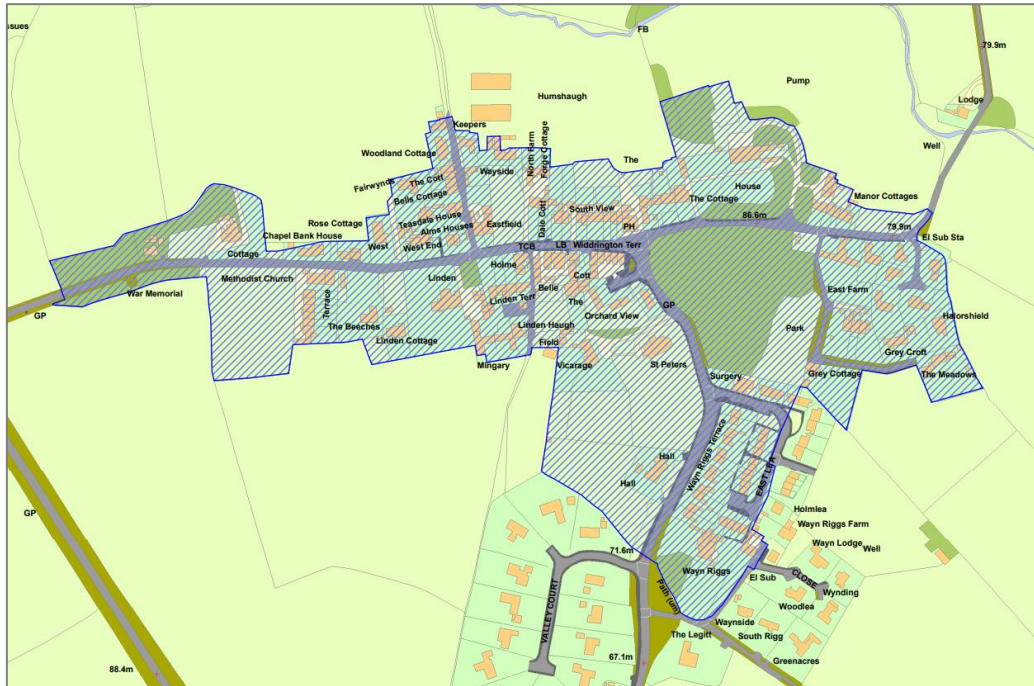 ssues
FB
79.9m
Pump
Humshaugh
Lodge
Keepers
Well
Woodland Cottage
North Farm
Forge Cottage
The
Wayside
Fairwynds
The Cott
House
Manor Cottages
Bells Cottage
The Cottage
Teasdale House
Dale Cott
South View
Rose Cottage
Alms Houses
Eastfield
PH
86.6m
79.9m
Chapel Bank House
West
West End
TCB
LB
Widdrington Terr
El Sub Sta
Cottage
Holme
Methodist Church
Linden
Cott
War Memorial
Belle
East Farm
Linden Terr
The
GP
GP
Terrace
Orchard View
Halorshield
The Beeches
Linden Haugh
Park
Linden Cottage
Field
Grey Croft
Mingary
Vicarage
St Peters
Surgery
Grey Cottage
The Meadows
Wayn Riggs Terrace
Hall
EAST LEA
Hall
Holmlea
GP
Wayn Riggs Farm
Wayn Lodge
Well
71.6m
Wayn Riggs
El Sub
CLOSE
Path (um)
Wynding
VALLEY COURT
Woodlea
Waynside
The Legitt
South Rigg
67.1m
Greenacres
88.4m